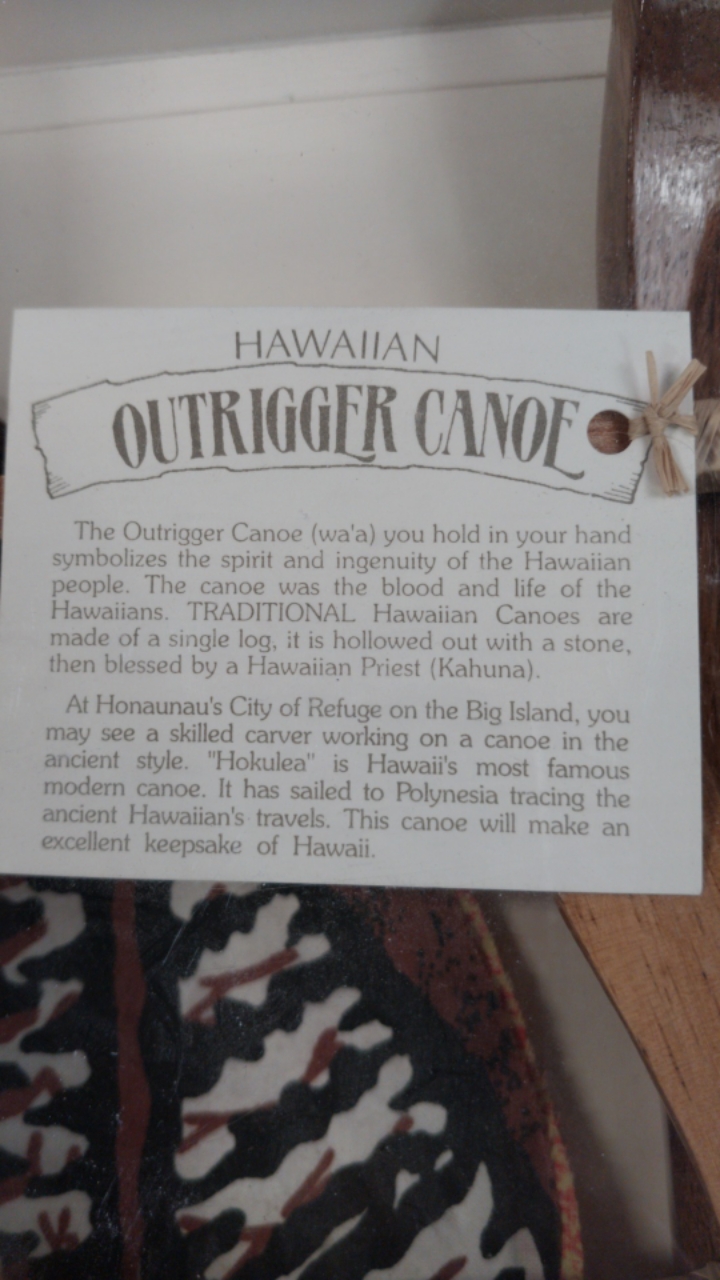 HAWAIIAN
OUTRIGGER CANOE
The Outrigger Canoe (wa'a) you hold in your hand
symbolizes the spirit and ingenuity of the Hawaiian
people. The canoe was the blood and life of the
Hawaiians. TRADITIONAL Hawaiian Canoes are
made of a single log, it is hollowed out with a stone,
then blessed by a Hawaiian Priest (Kahuna).
At Honaunau's City of Refuge on the Big Island, you
may see a skilled carver working on a canoe in the
ancient style. "Hokulea" is Hawaii's most famous
modern canoe. It has sailed to Polynesia tracing the
ancient Hawaiian's travels. This canoe will make an
excellent keepsake of Hawaii.